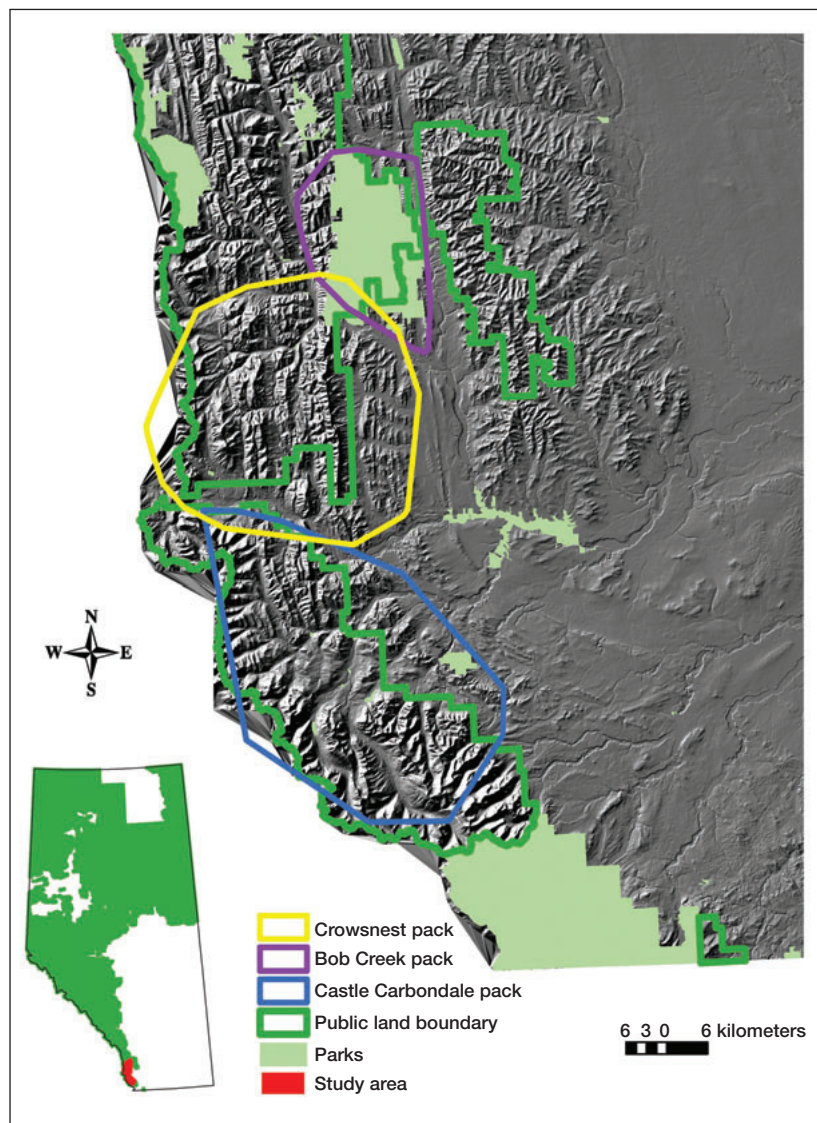 N
W E
S
Crowsnest pack
Bob Creek pack
Castle Carbondale pack
Public land boundary
Parks
Study area
6 3 0 6 kilometers